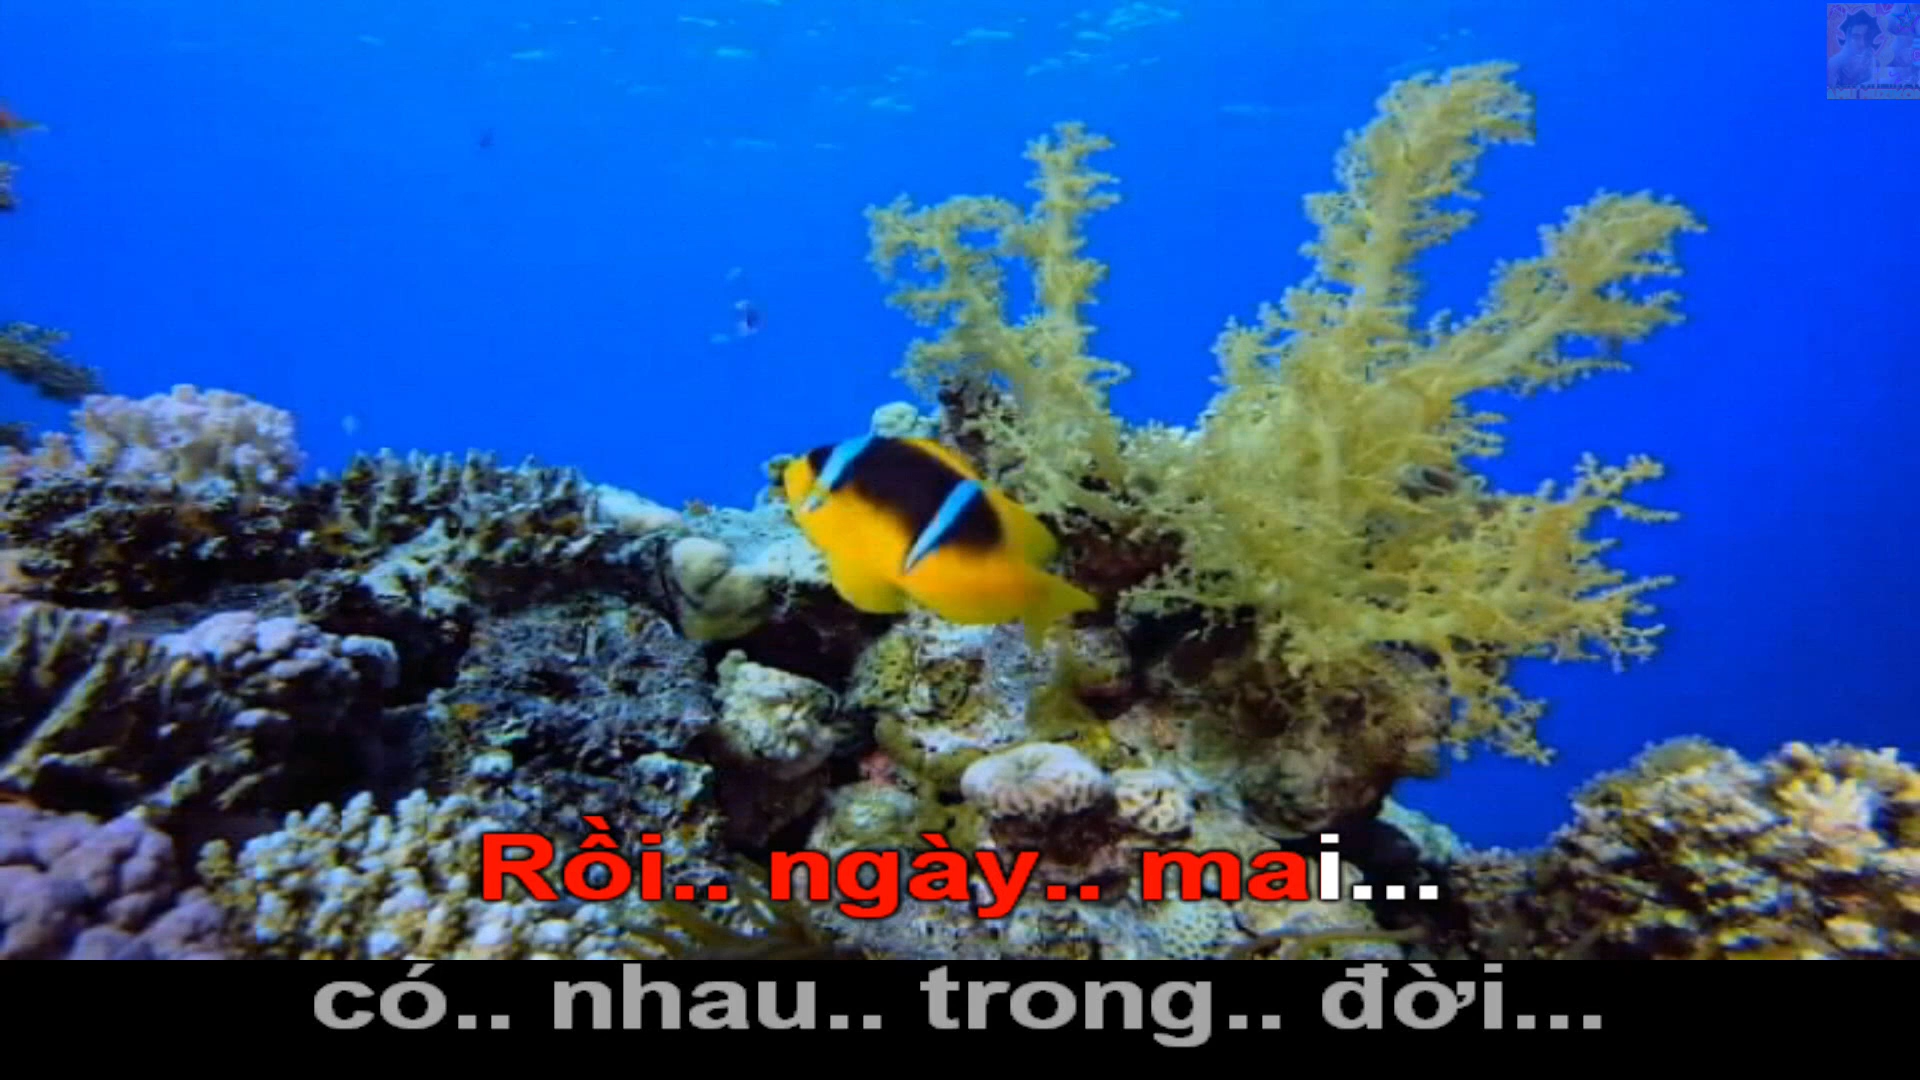 Rồi.. ngày.. mai...
có.. nhau.. trong.. đời...